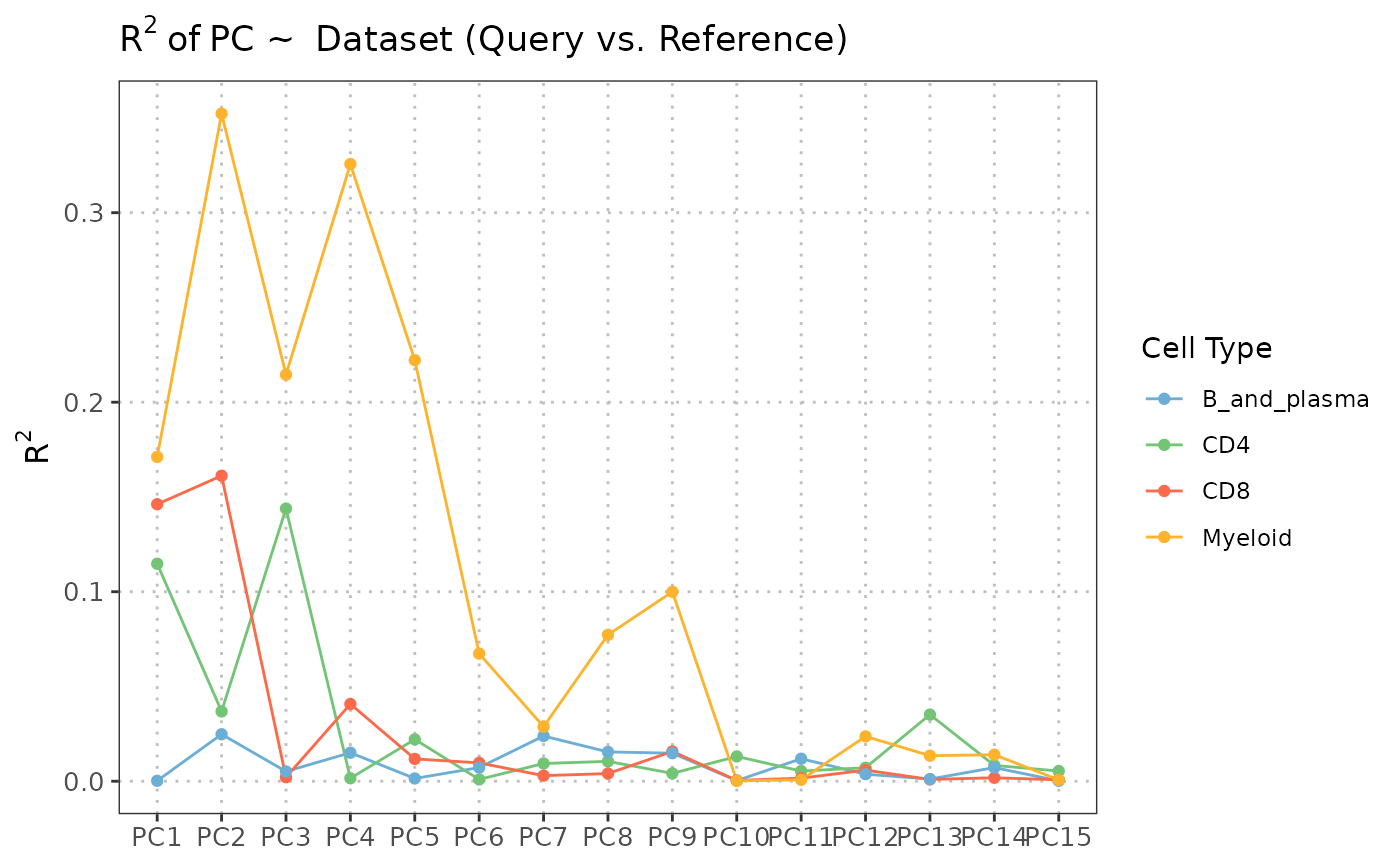 R² of PC ~ Dataset (Query vs. Reference)
R²
0.3
0.2
0.1
0.0
PC1 PC2 PC3 PC4 PC5 PC6 PC7 PC8 PC9 PC10 PC11 PC12 PC13 PC14 PC15
Cell Type
B_and_plasma
CD4
CD8
Myeloid